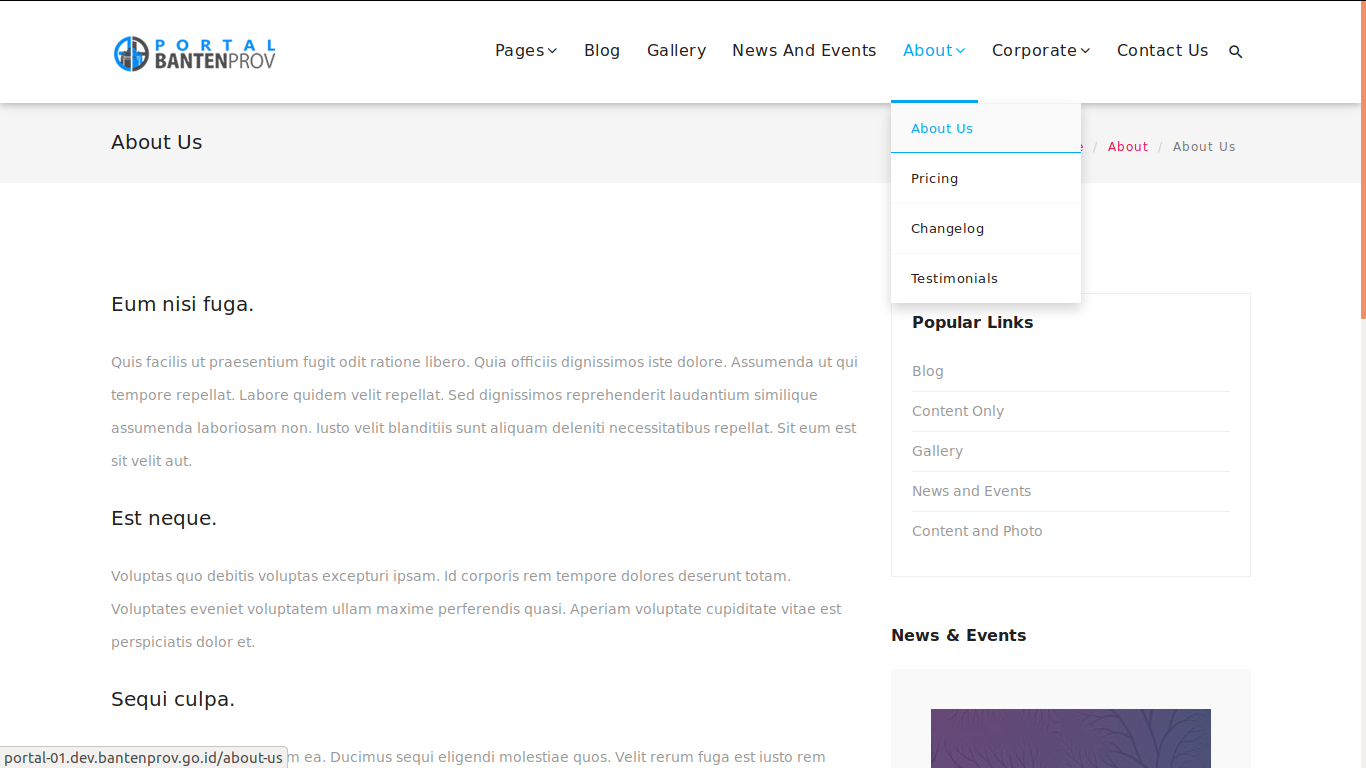 PORTAL
BANTENPROV
Pages Blog Gallery News And Events About Corporate Contact Us
About Us
e / About / About Us
About Us
Pricing
Changelog
Testimonials
Eum nisi fuga.
Quis facilis ut praesentium fugit odit ratione libero. Quia officiis dignissimos iste dolore. Assumenda ut qui
tempore repellat. Labore quidem velit repellat. Sed dignissimos reprehenderit laudantium similique
assumenda laboriosam non. Iusto velit blanditiis sunt aliquam deleniti necessitatibus repellat. Sit eum est
sit velit aut.
Est neque.
Voluptas quo debitis voluptas excepturi ipsam. Id corporis rem tempore dolores deserunt totam.
Voluptates eveniet voluptatem ullam maxime perferendis quasi. Aperiam voluptate cupiditate vitae est
perspiciatis dolor et.
Sequi culpa.
m ea. Ducimus sequi eligendi molestiae quos. Velit rerum fuga est iusto rem
Popular Links
Blog
Content Only
Gallery
News and Events
Content and Photo
News & Events
portal-01.dev.bantenprov.go.id/about-us